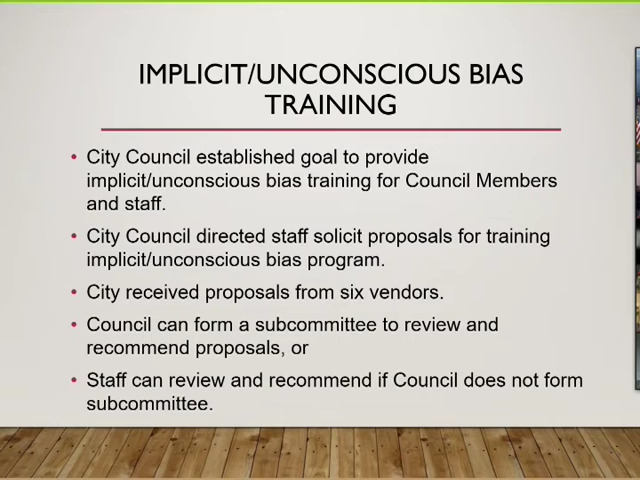 IMPLICIT/UNCONSCIOUS BIAS
TRAINING
• City Council established goal to provide
implicit/unconscious bias training for Council Members
and staff.
• City Council directed staff solicit proposals for training
implicit/unconscious bias program.
• City received proposals from six vendors.
• Council can form a subcommittee to review and
recommend proposals, or
• Staff can review and recommend if Council does not form
subcommittee.